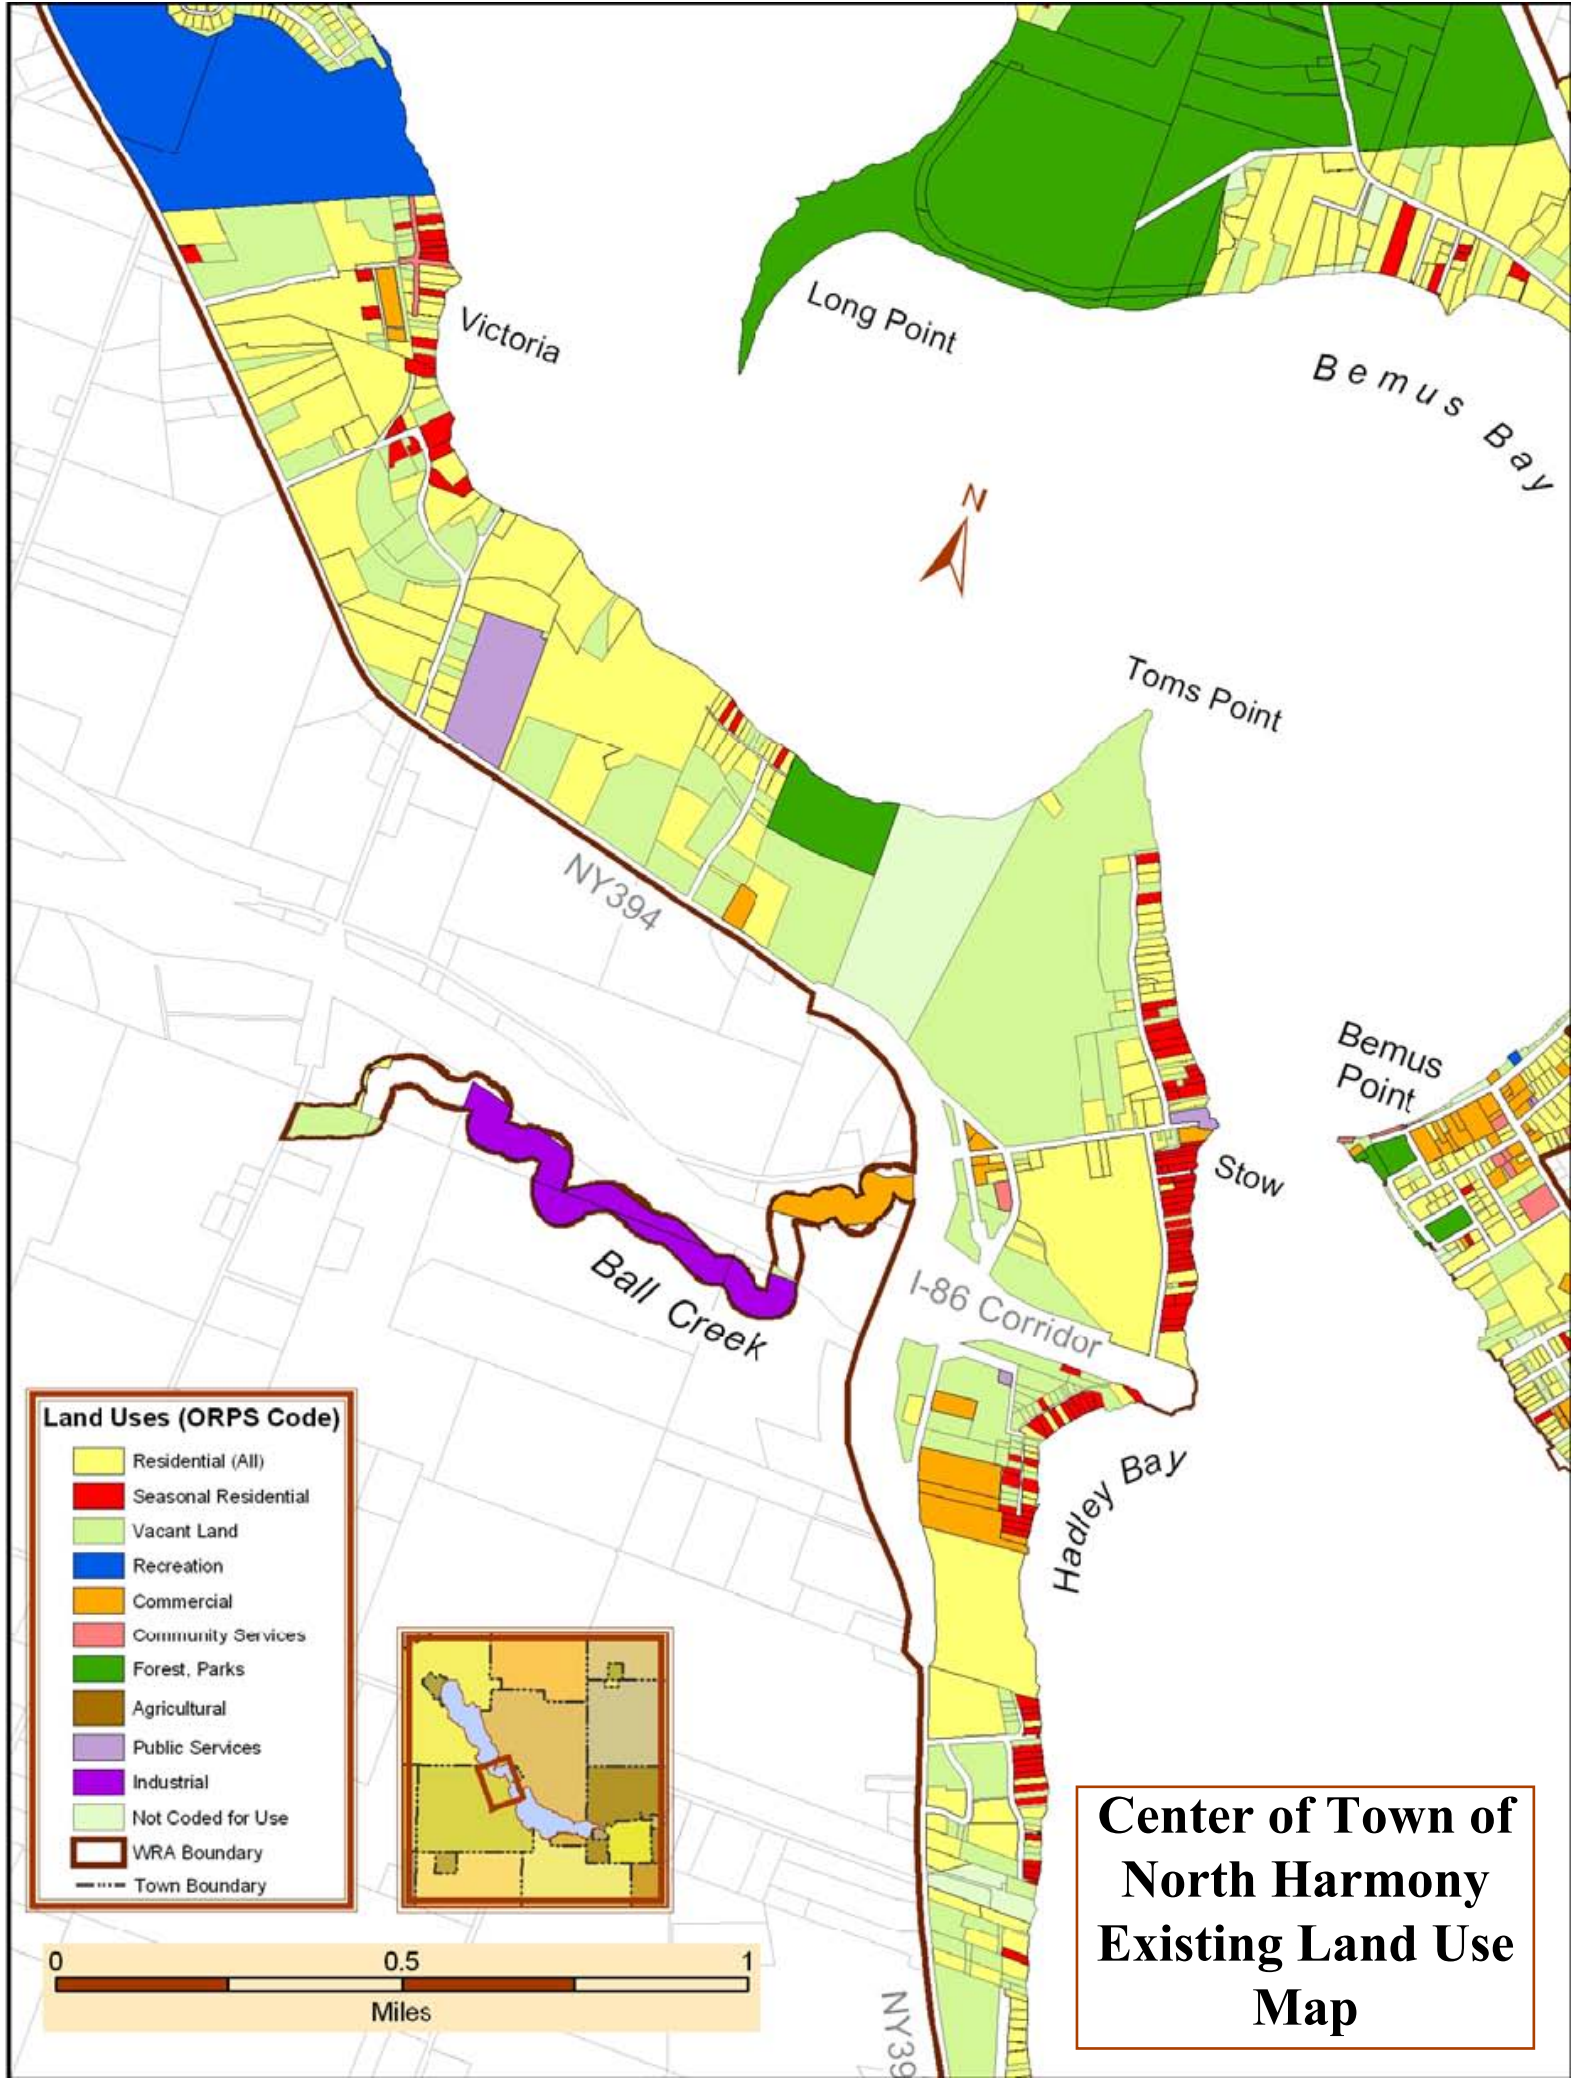 Victoria
Long Point
Bemus Bay
N
Toms Point
NY394
Bemus
Point
Stow
Ball Creek
I-86 Corridor
Hadley Bay
Land Uses (ORPS Code)
Residential (All)
Seasonal Residential
Vacant Land
Recreation
Commercial
Community Services
Forest, Parks
Agricultural
Public Services
Industrial
Not Coded for Use
WRA Boundary
Town Boundary
0 0.5 1
Miles
NY39
Center of Town of
North Harmony
Existing Land Use
Map